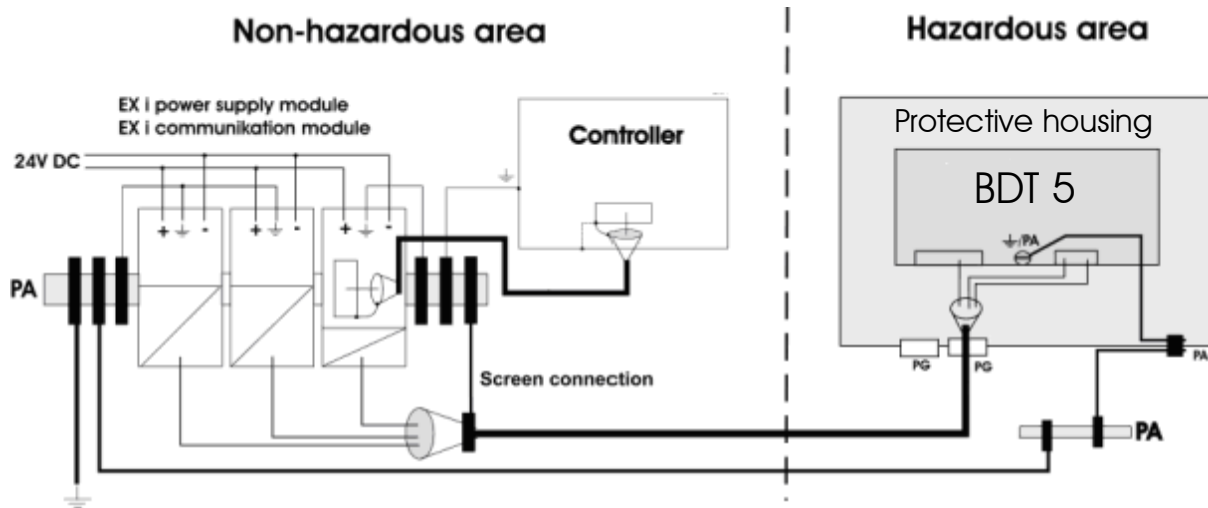 Non-hazardous area
Hazardous area
EX i power supply module
EX i communikation module
24V DC
Controller
Protective housing
BDT 5
+ -
+ -
+ -
/PA
PA
PG
PG
PA
Screen connection
PA